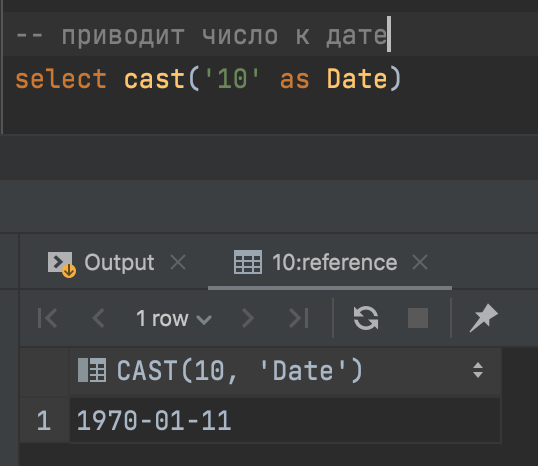 -- приводит число к дате
select cast('10' as Date)
Output
10:reference
1 row
CAST(10, 'Date')
1 1970-01-11